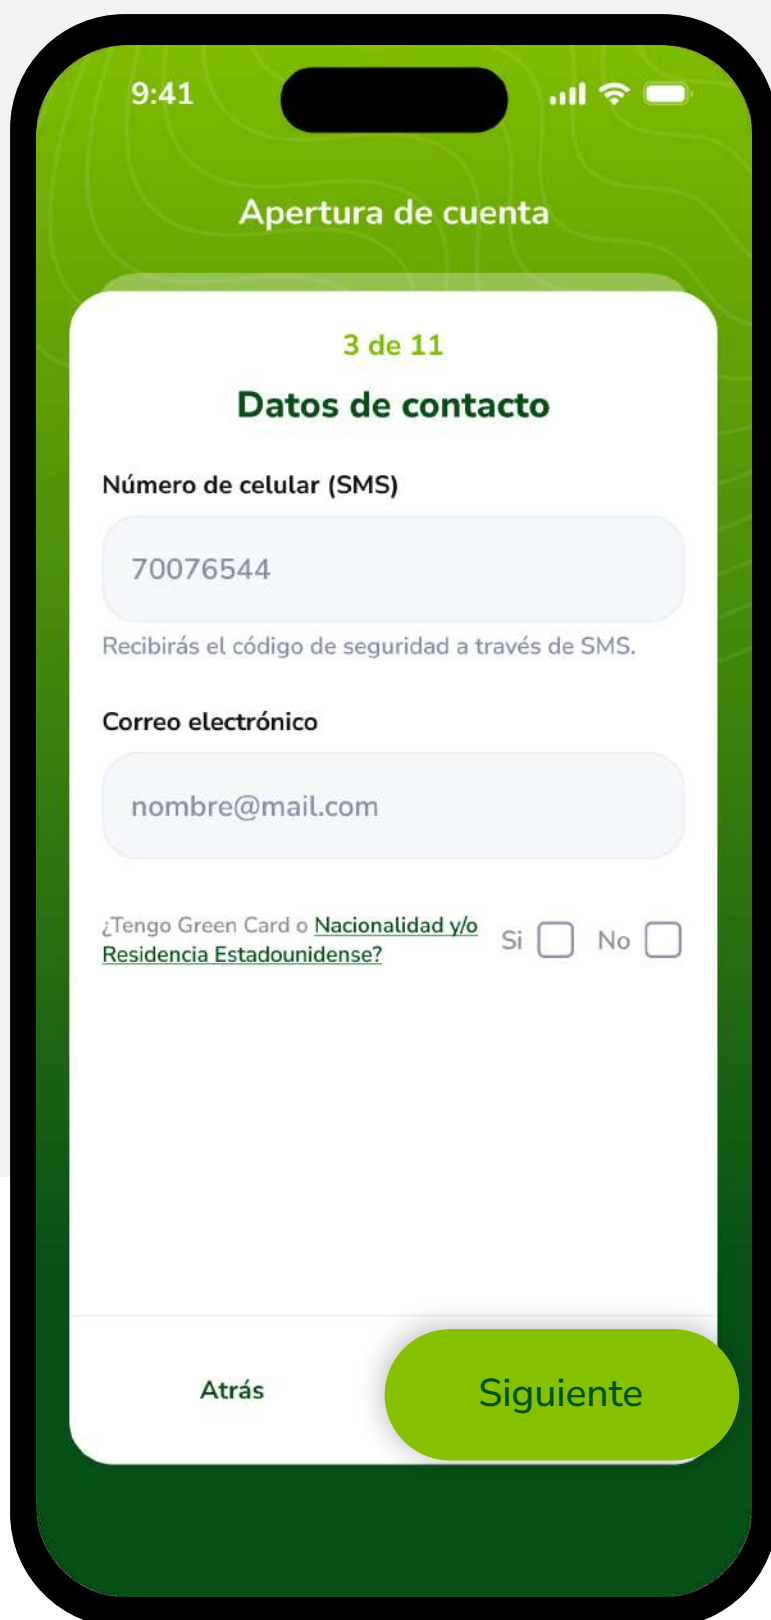 9:41
Apertura de cuenta
3 de 11
Datos de contacto
Número de celular (SMS)
70076544
Recibirás el código de seguridad a través de SMS.
Correo electrónico
nombre@mail.com
¿Tengo Green Card o Nacionalidad y/o
Residencia Estadounidense?
Si No
Atrás
Siguiente